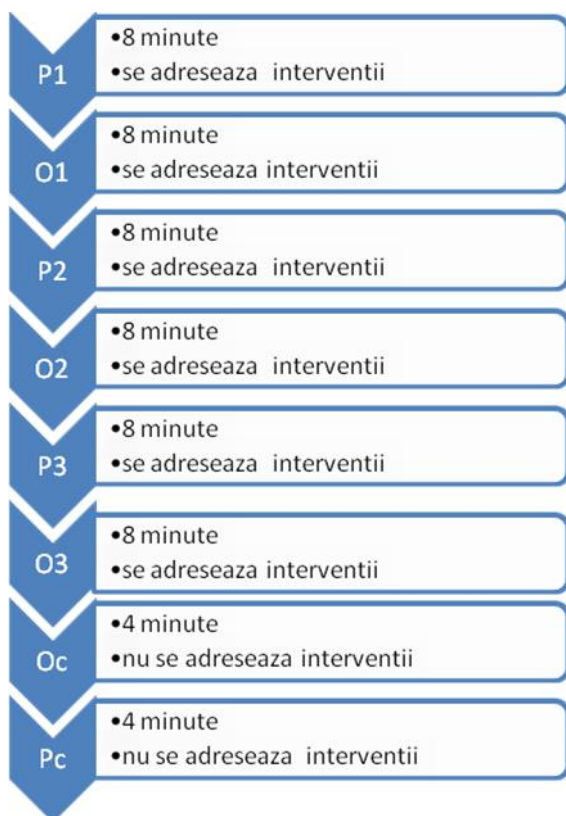 P1
•8 minute
•se adreseaza interventii
O1
•8 minute
•se adreseaza interventii
P2
•8 minute
•se adreseaza interventii
O2
•8 minute
•se adreseaza interventii
P3
•8 minute
•se adreseaza interventii
O3
•8 minute
•se adreseaza interventii
Oc
•4 minute
•nu se adreseaza interventii
Pc
•4 minute
•nu se adreseaza interventii